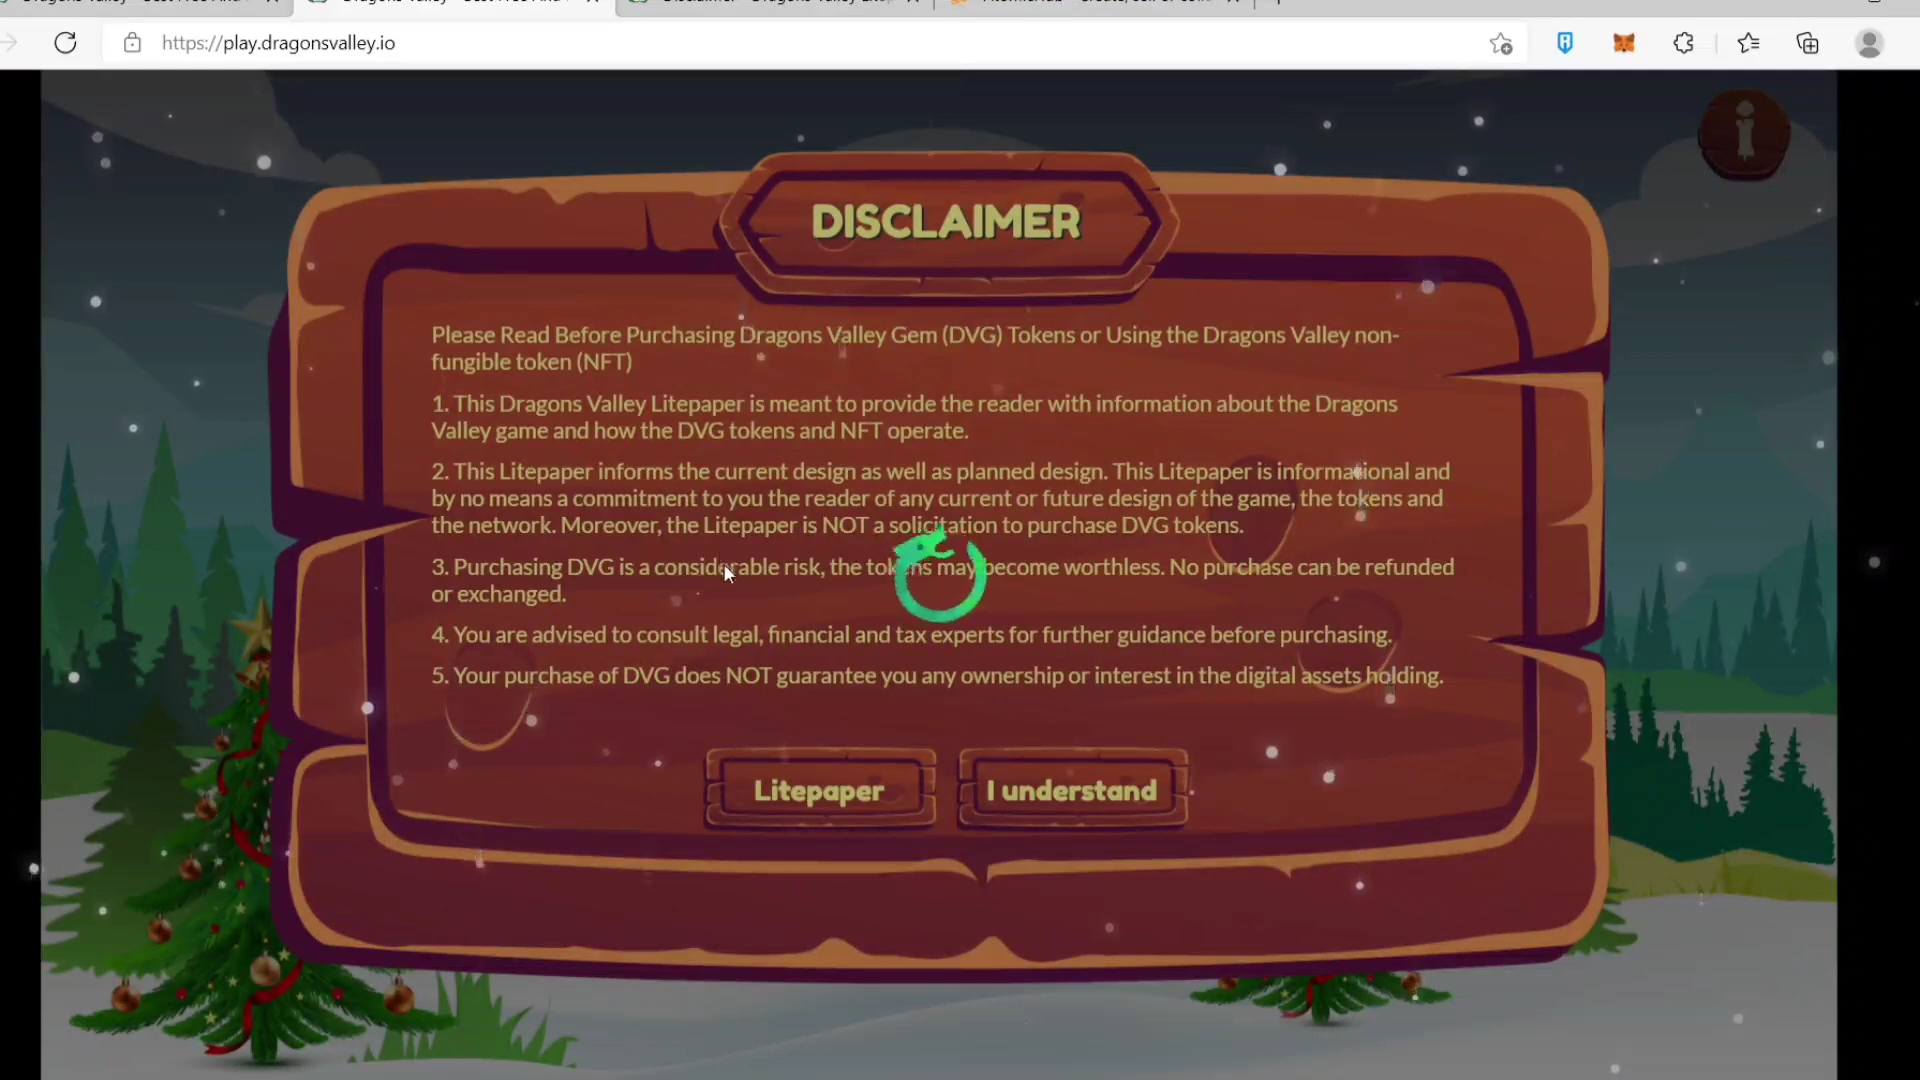 https://play.dragonsvalley.io
DISCLAIMER
Please Read Before Purchasing Dragons Valley Gem (DVG) Tokens or Using the Dragons Valley non-
fungible token (NFT)
1. This Dragons Valley Litepaper is meant to provide the reader with information about the Dragons
Valley game and how the DVG tokens and NFT operate.
2. This Litepaper informs the current design as well as planned design. This Litepaper is informational and
by no means a commitment to you the reader of any current or future design of the game, the tokens and
the network. Moreover, the Litepaper is NOT a solicitation to purchase DVG tokens.
3. Purchasing DVG is a considerable risk, the tokens may become worthless. No purchase can be refunded
or exchanged.
4. You are advised to consult legal, financial and tax experts for further guidance before purchasing.
5. Your purchase of DVG does NOT guarantee you any ownership or interest in the digital assets holding.
Litepaper
I understand